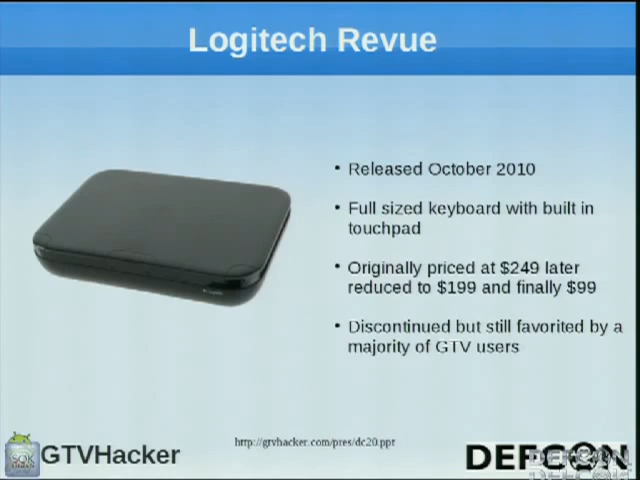 Logitech Revue
• Released October 2010
• Full sized keyboard with built in
touchpad
• Originally priced at $249 later
reduced to $199 and finally $99
• Discontinued but still favorited by a
majority of GTV users
GTVHacker
http://gtvhacker.com/pres/dc20.ppt
DEFCON
DEFCON